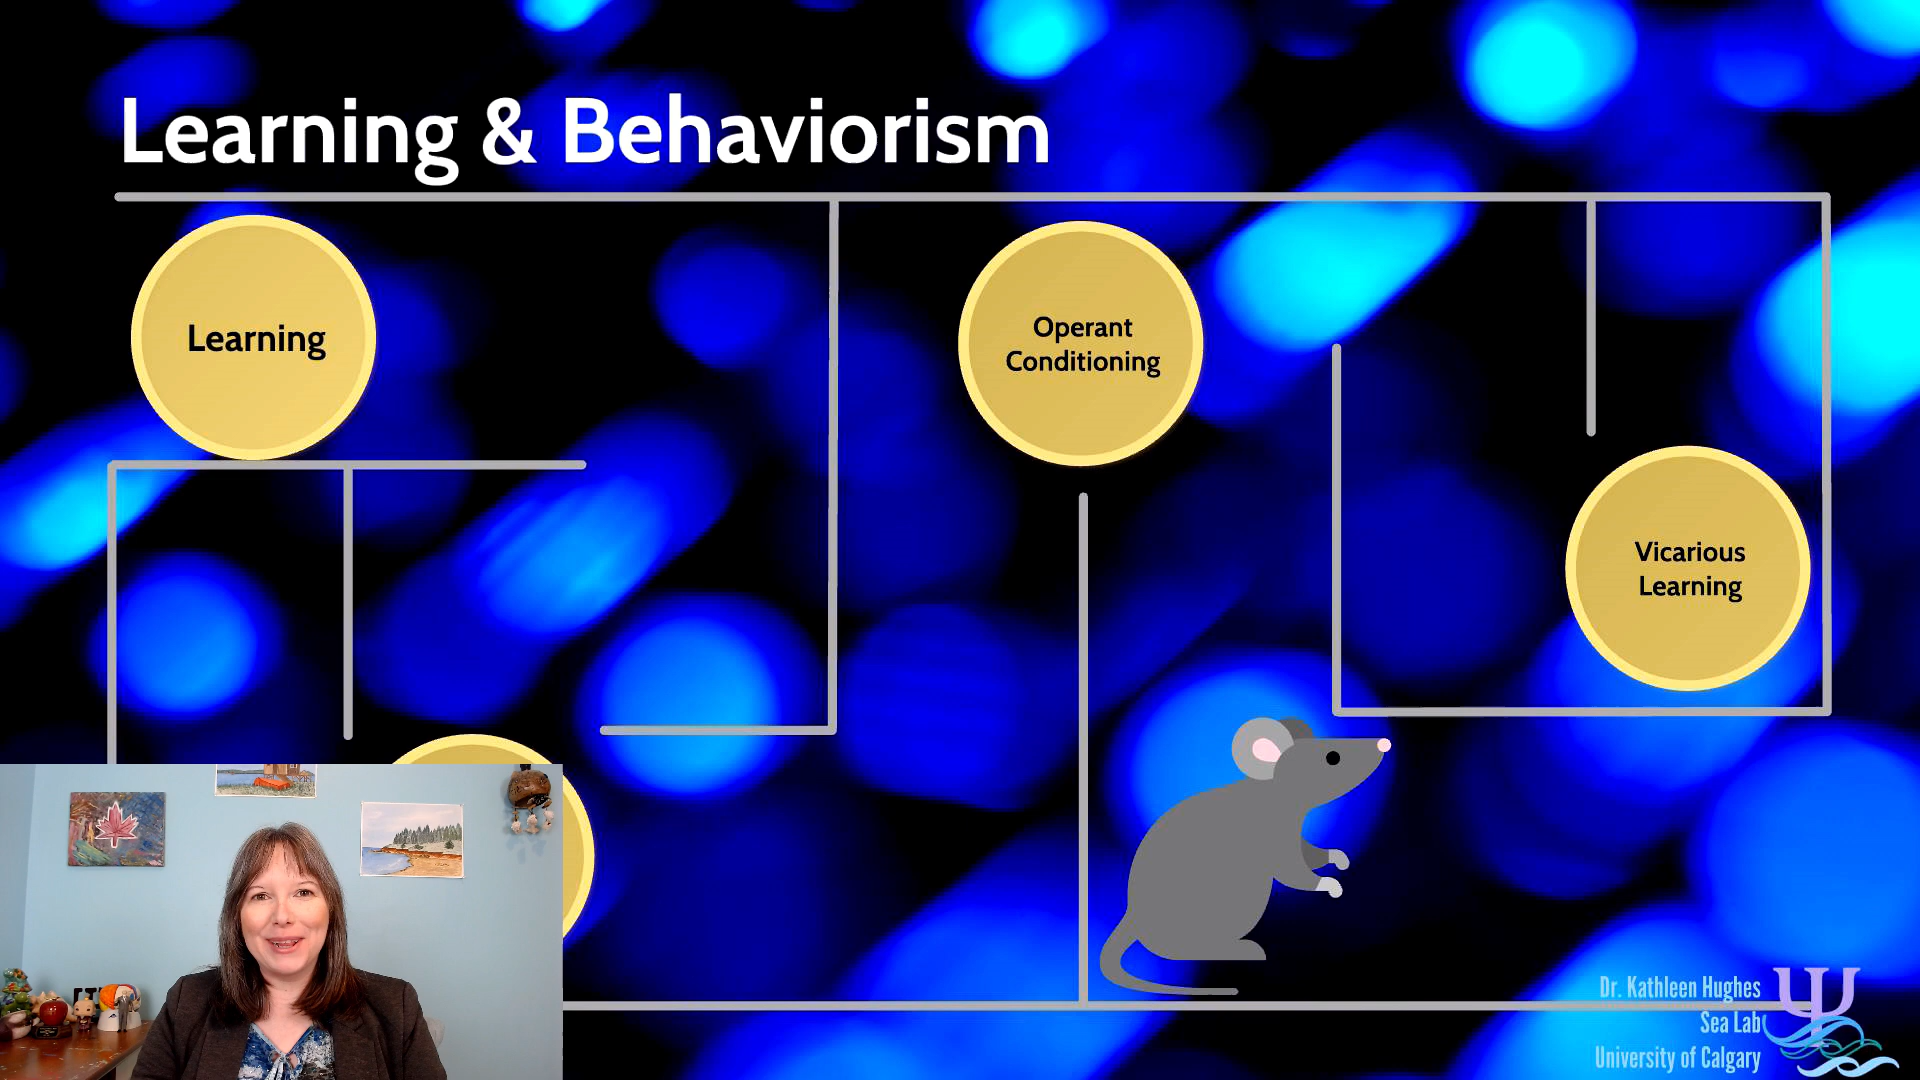 Learning & Behaviorism
Learning
Operant
Conditioning
Vicarious
Learning
Dr. Kathleen Hughes
Sea Lab
University of Calgary